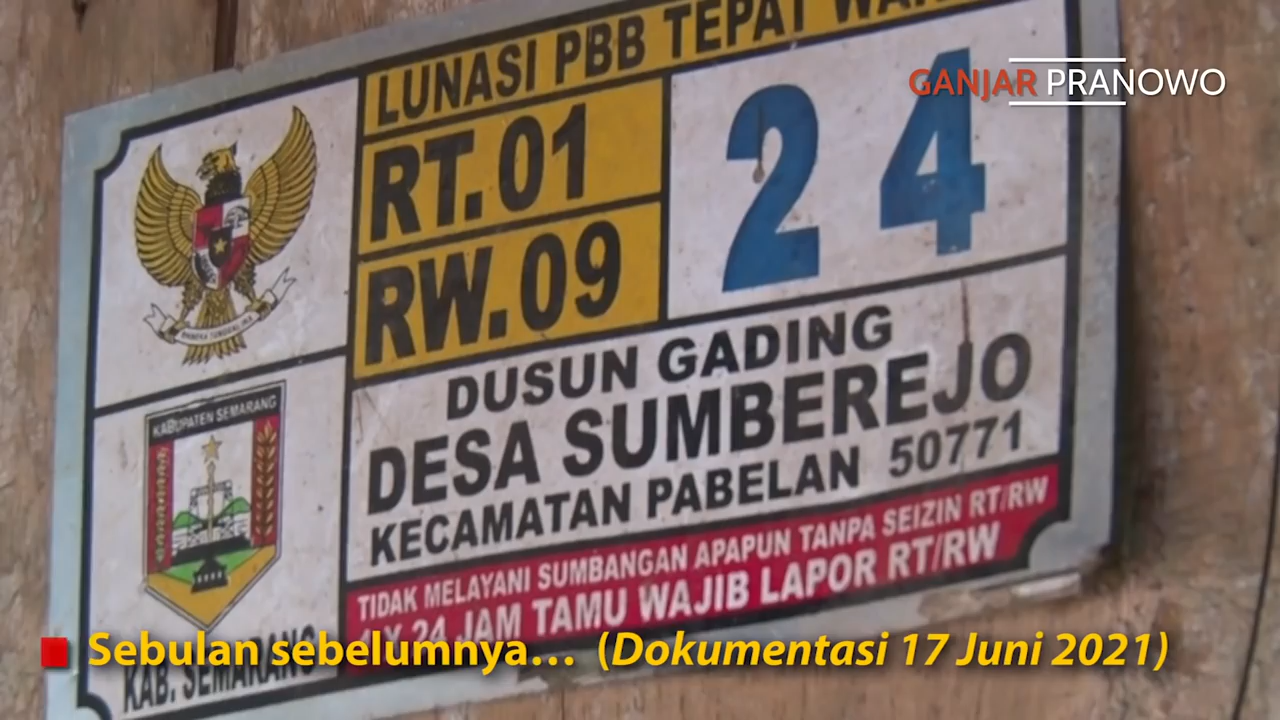 LUNASI PBB TEPAT
GANJAR PRANOWO
RT.01
RW.09
24
DUSUN GADING
DESA SUMBEREJO
KECAMATAN PABELAN 50771
TIDAK MELAYANI SUMBANGAN APAPUN TANPA SEIZIN RT/RW
24 JAM TAMU WAJIB LAPOR RT/RW
KABUPATEN SEMARANG
KAB. SEMARANG
Sebulan sebelumnya... (Dokumentasi 17 Juni 2021)